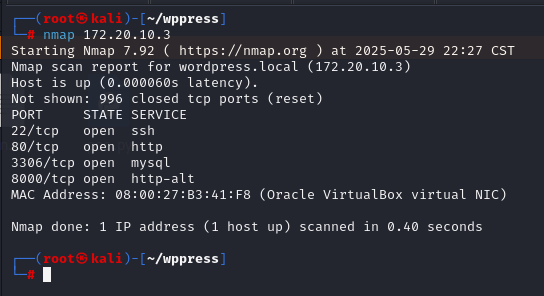 ┌──(root㉿kali)-[~/wppress]
└─# nmap 172.20.10.3
Starting Nmap 7.92 ( https://nmap.org ) at 2025-05-29 22:27 CST
Nmap scan report for wordpress.local (172.20.10.3)
Host is up (0.000060s latency).
Not shown: 996 closed tcp ports (reset)
PORT     STATE SERVICE
22/tcp   open  ssh
80/tcp   open  http
3306/tcp open  mysql
8000/tcp open  http-alt
MAC Address: 08:00:27:B3:41:F8 (Oracle VirtualBox virtual NIC)
Nmap done: 1 IP address (1 host up) scanned in 0.40 seconds
┌──(root㉿kali)-[~/wppress]
└─#